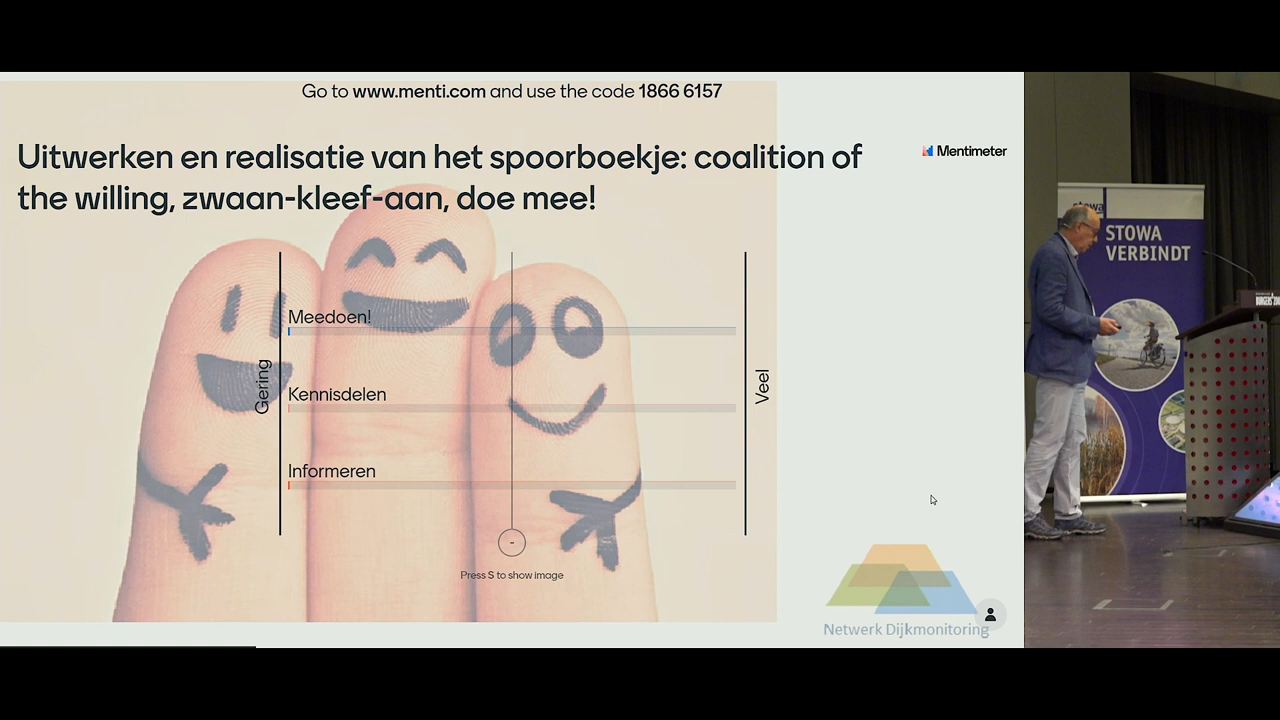 Go to www.menti.com and use the code 1866 6157
Uitwerken en realisatie van het spoorboekje: coalition of
the willing, zwaan-kleef-aan, doe mee!
Mentimeter
Meedoen!
Gering
Kennisdelen
Veel
Informeren
-
Press S to show image
Netwerk Dijkmonitoring
stowa
STOWA
VERBINDT